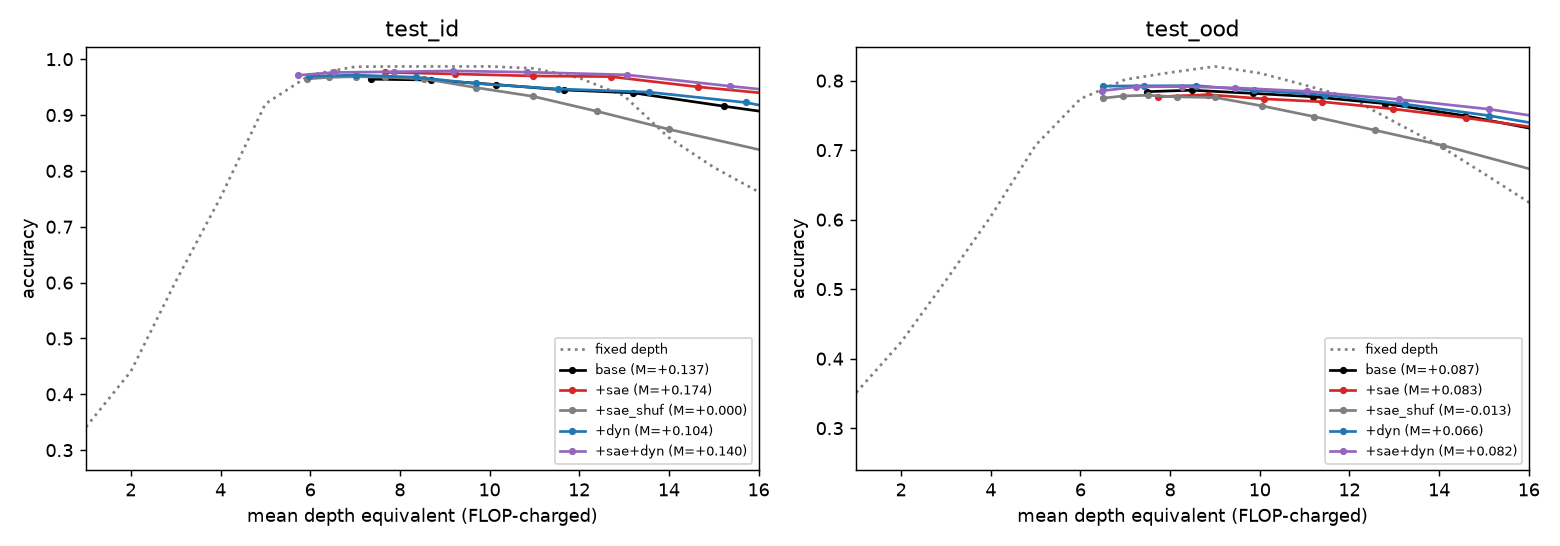 test_id
accuracy
1.0
0.9
0.8
0.7
0.6
0.5
0.4
0.3
2 4 6 8 10 12 14 16
mean depth equivalent (FLOP-charged)
fixed depth
base (M=+0.137)
+sae (M=+0.174)
+sae_shuf (M=+0.000)
+dyn (M=+0.104)
+sae+dyn (M=+0.140)
test_ood
accuracy
0.8
0.7
0.6
0.5
0.4
0.3
2 4 6 8 10 12 14 16
mean depth equivalent (FLOP-charged)
fixed depth
base (M=+0.087)
+sae (M=+0.083)
+sae_shuf (M=-0.013)
+dyn (M=+0.066)
+sae+dyn (M=+0.082)